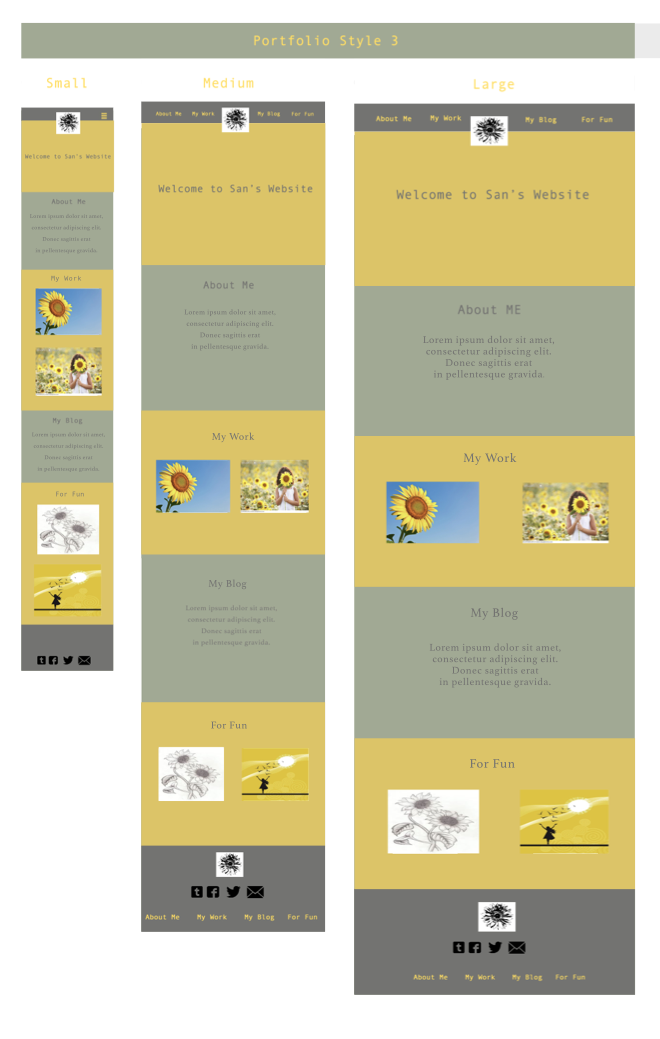 Portfolio Style 3
Small
Welcome to San's Website
About Me
Lorem ipsum dolor sit amet,
consectetur adipiscing elit.
Donec sagittis erat
in pellentesque gravida.
My Work
My Blog
Lorem ipsum dolor sit amet,
consectetur adipiscing elit.
Donec sagittis erat
in pellentesque gravida.
For Fun
Medium
About Me My Work My Blog For Fun
Welcome to San's Website
About Me
Lorem ipsum dolor sit amet,
consectetur adipiscing elit.
Donec sagittis erat
in pellentesque gravida.
My Work
My Blog
Lorem ipsum dolor sit amet,
consectetur adipiscing elit.
Donec sagittis erat
in pellentesque gravida.
For Fun
About Me My Work My Blog For Fun
Large
About Me My Work My Blog For Fun
Welcome to San's Website
About ME
Lorem ipsum dolor sit amet,
consectetur adipiscing elit.
Donec sagittis erat
in pellentesque gravida.
My Work
My Blog
Lorem ipsum dolor sit amet,
consectetur adipiscing elit.
Donec sagittis erat
in pellentesque gravida.
For Fun
About Me My Work My Blog For Fun